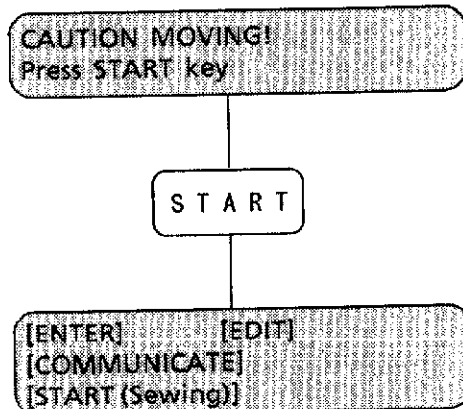 CAUTION MOVING!
Press START key
START
[ENTER] [EDIT]
[COMMUNICATE]
[START (Sewing)]